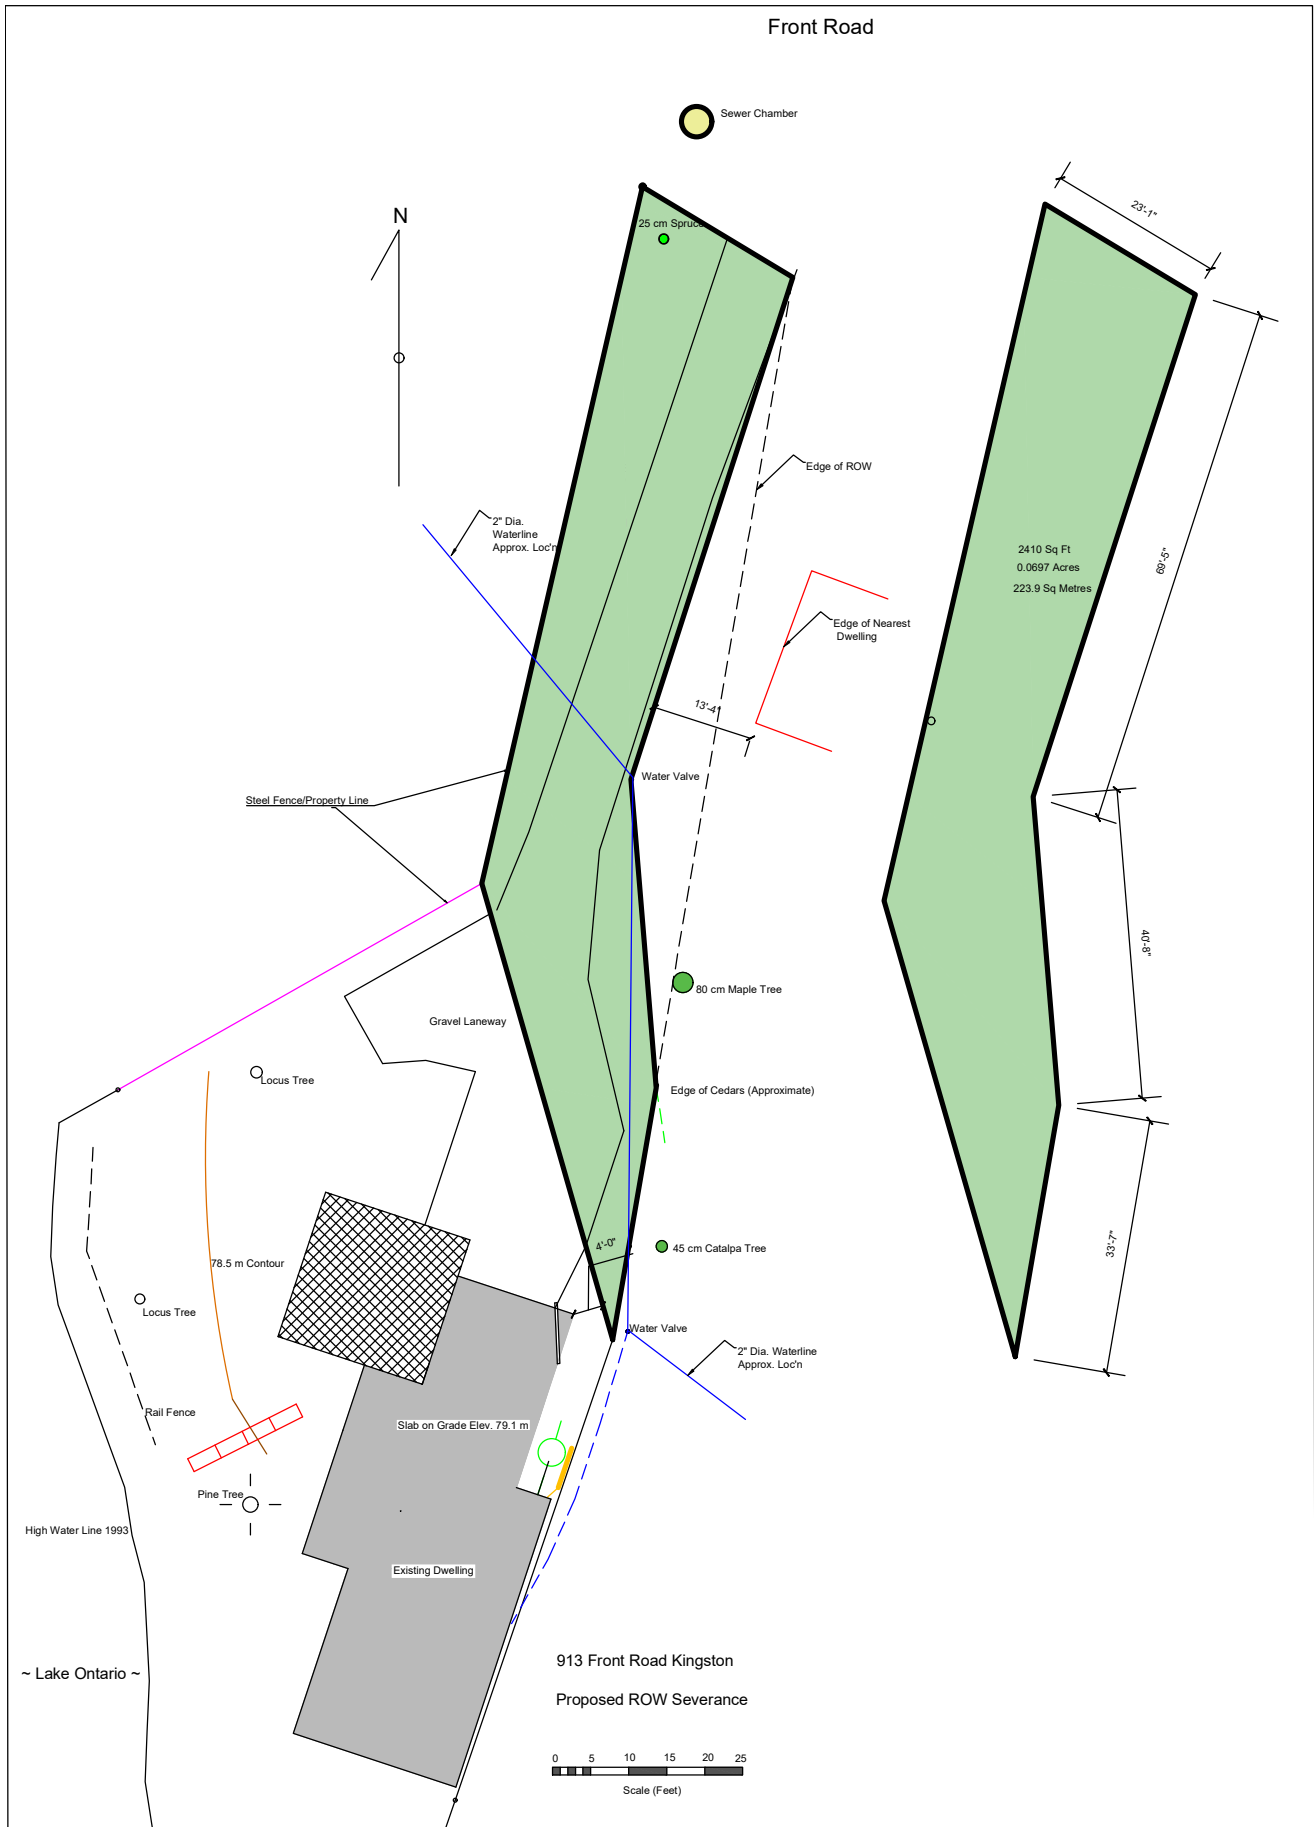 Front Road
Sewer Chamber
N
25 cm Spruce
23'-1"
Edge of ROW
2" Dia.
Waterline
Approx. Loc'n
2410 Sq Ft
0.0697 Acres
223.9 Sq Metres
69'-5"
Edge of Nearest
Dwelling
13'-4"
Water Valve
Steel Fence/Property Line
40'-8"
80 cm Maple Tree
Gravel Laneway
Locus Tree
Edge of Cedars (Approximate)
33'-7"
4'-0"
45 cm Catalpa Tree
78.5 m Contour
Locus Tree
Water Valve
2" Dia. Waterline
Approx. Loc'n
Rail Fence
Slab on Grade Elev. 79.1 m
Pine Tree
High Water Line 1993
Existing Dwelling
~ Lake Ontario ~
913 Front Road Kingston
Proposed ROW Severance
0 5 10 15 20 25
Scale (Feet)